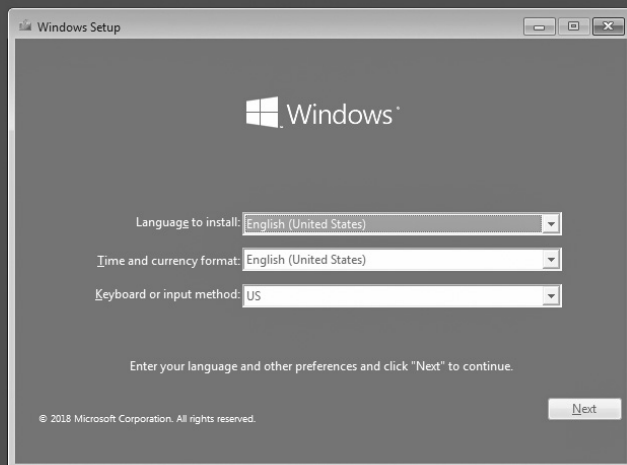 Windows Setup
Windows
Language to install: English (United States)
Time and currency format: English (United States)
Keyboard or input method: US
Enter your language and other preferences and click "Next" to continue.
© 2018 Microsoft Corporation. All rights reserved.
Next